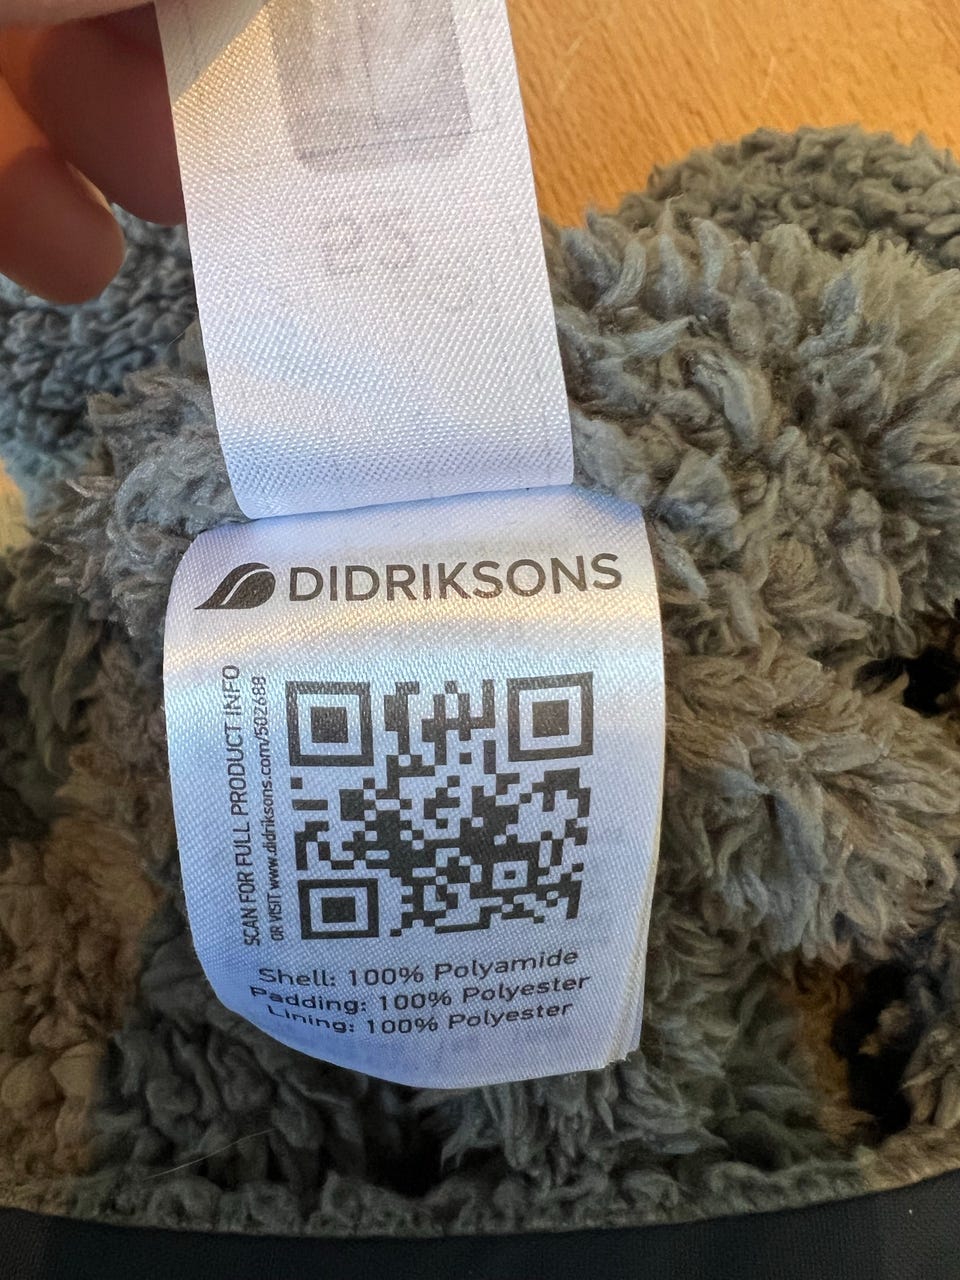 DIDRIKSONS
SCAN FOR FULL PRODUCT INFO
OR VISIT www.didriksons.com/502688
Shell: 100% Polyamide
Padding: 100% Polyester
Lining: 100% Polyester